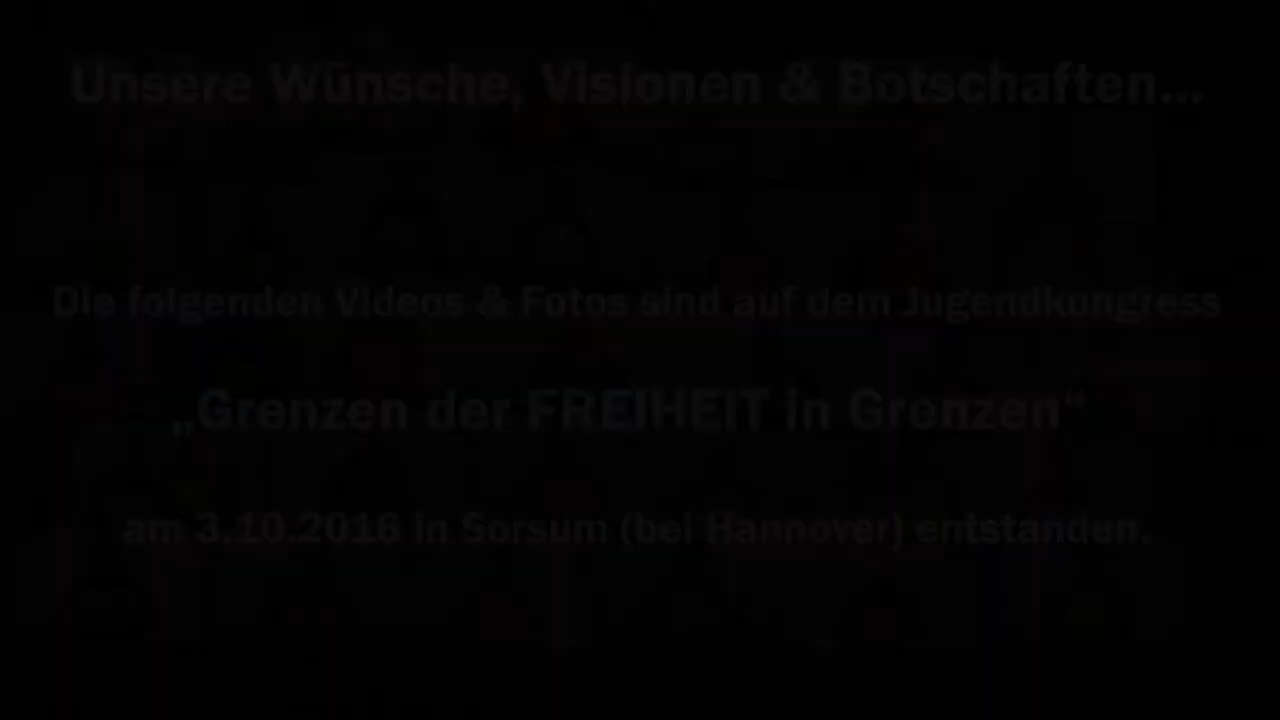 Unsere Wünsche, Visionen & Botschaften...
Die folgenden Videos & Fotos sind auf dem Jugendkongress
„Grenzen der FREIHEIT in Grenzen“
am 3.10.2016 in Sorsum (bei Hannover) entstanden.